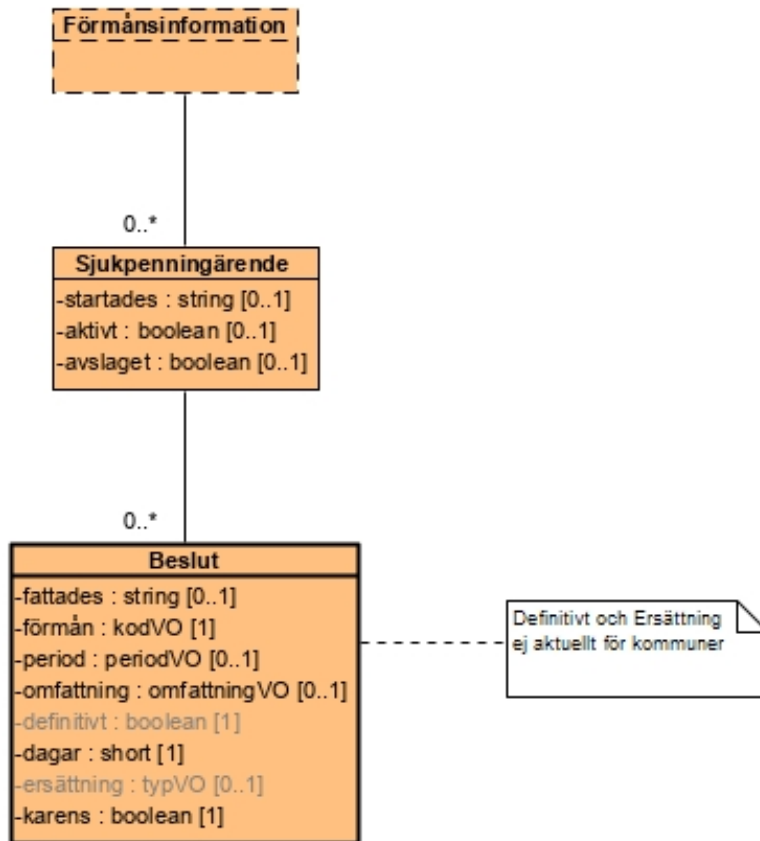 Förmånsinformation
0..*
Sjukpenningärende
-startades : string [0..1]
-aktivt : boolean [0..1]
-avslaget : boolean [0..1]
0..*
Beslut
-fattades : string [0..1]
-förmån : kodVO [1]
-period : periodVO [0..1]
-omfattning : omfattningVO [0..1]
-definitivt : boolean [1]
-dagar : short [1]
-ersättning : typVO [0..1]
-karens : boolean [1]
Definitivt och Ersättning
ej aktuellt för kommuner